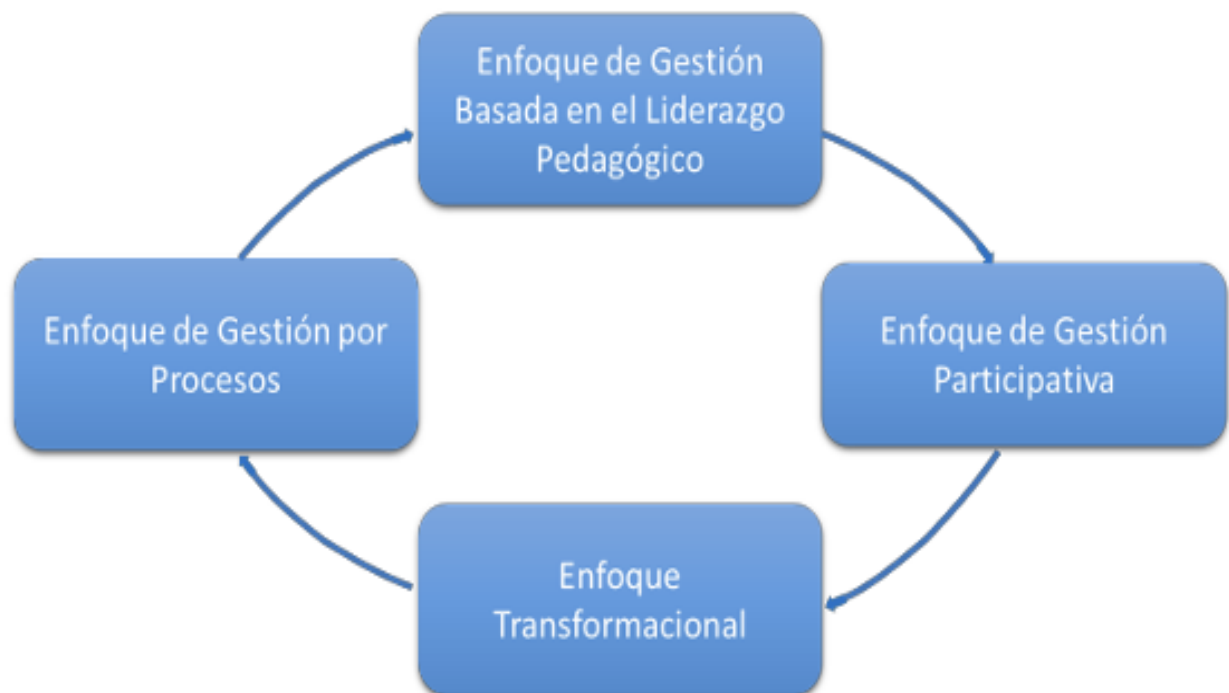 Enfoque de Gestión
Basada en el Liderazgo
Pedagógico
Enfoque de Gestión por
Procesos
Enfoque de Gestión
Participativa
Enfoque
Transformacional